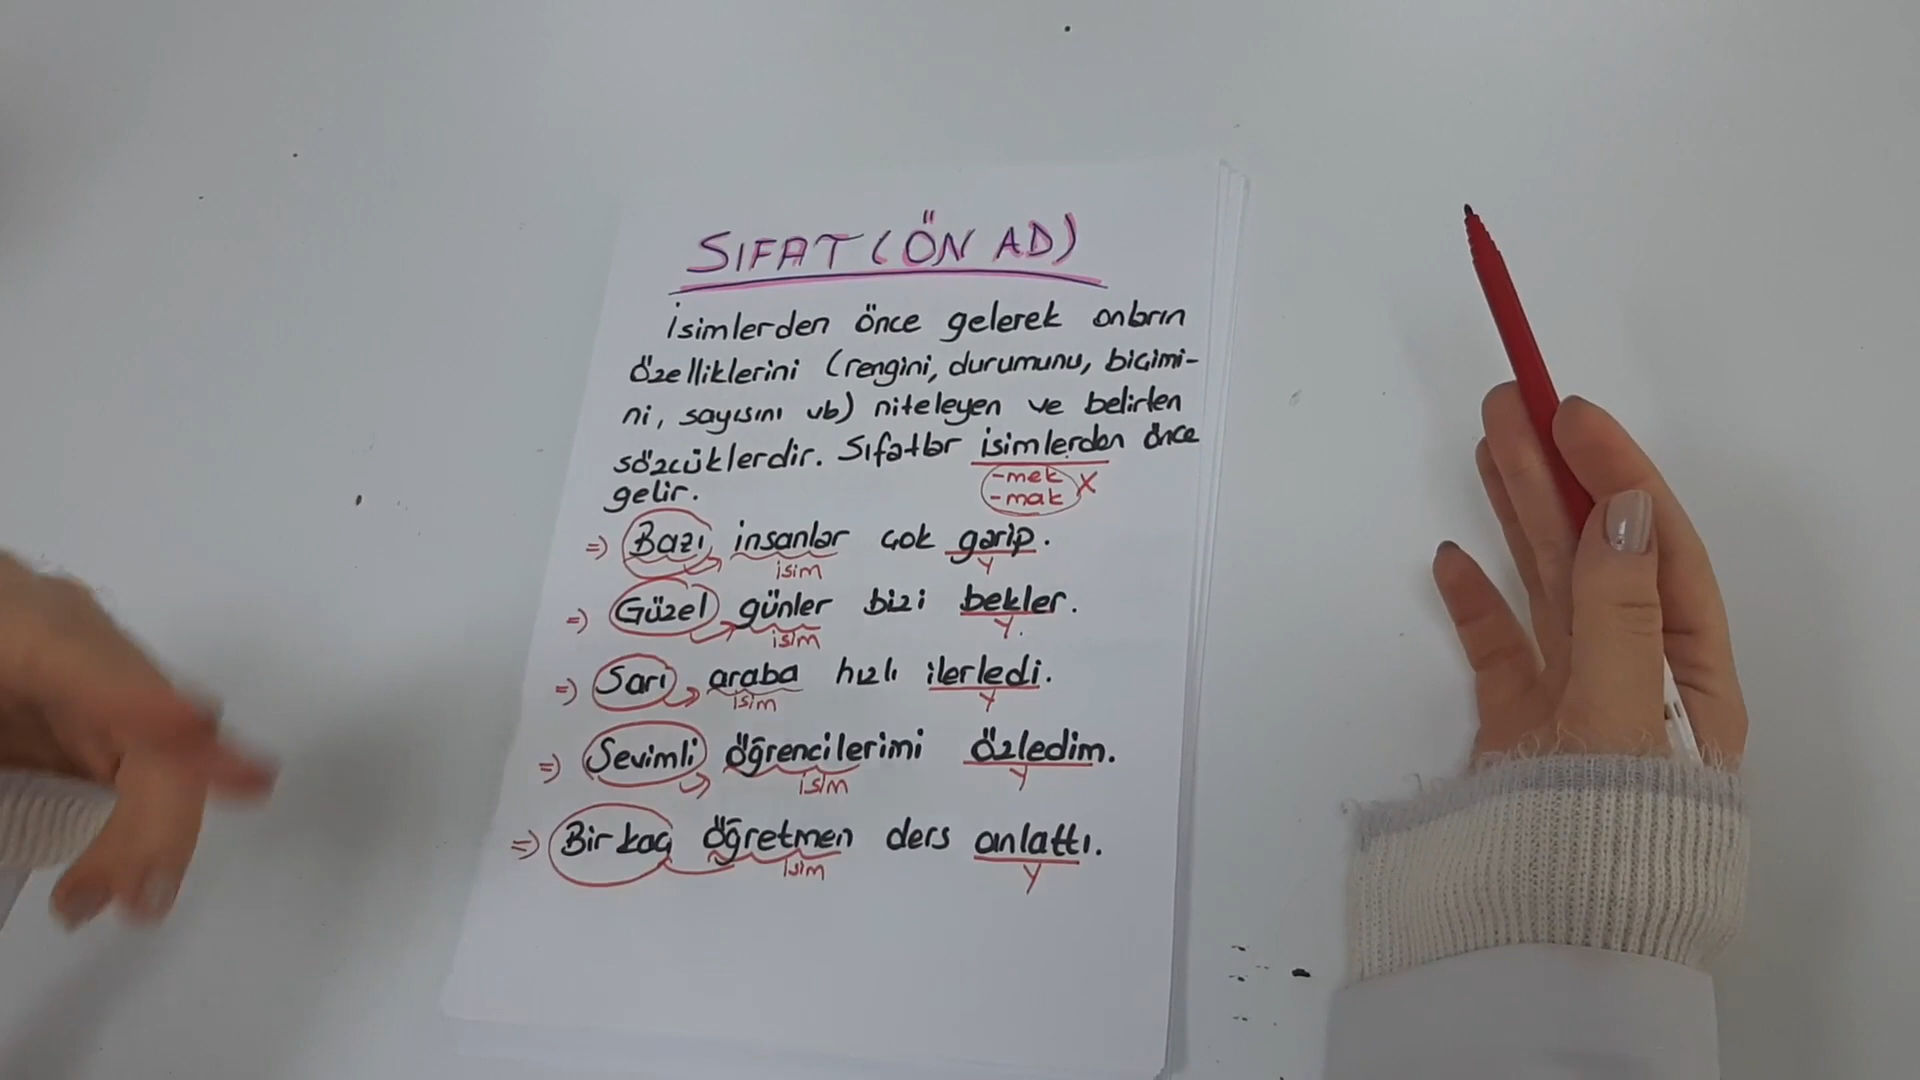 SIFAT (ÖN AD)
İsimlerden önce gelerek onların
özelliklerini (rengini, durumunu, biçimi-
ni, sayısını vb) niteleyen ve belirten
sözcüklerdir. Sıfatlar isimlerden önce
gelir.
-mek
-mak X
=) Bazı insanlar çok garip.
isim Y
=) Güzel günler bizi bekler.
isim Y
=) Sarı araba hızlı ilerledi.
isim Y
=) Sevimli öğrencilerimi özledim.
isim Y
=) Bir kaç öğretmen ders anlattı.
isim Y